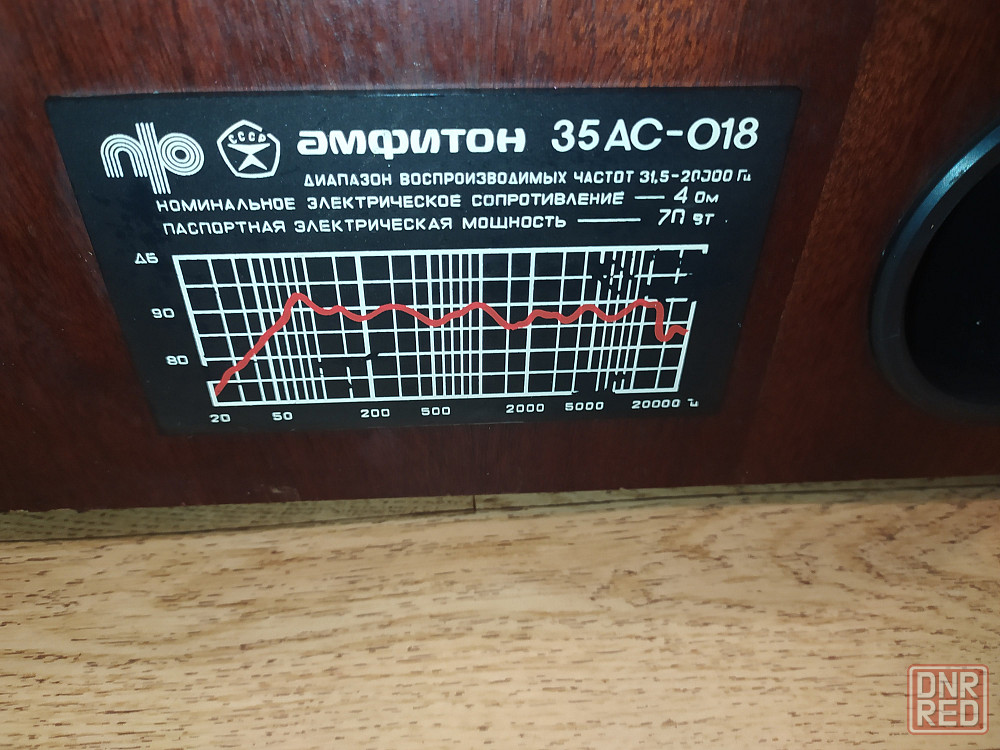 СССР
амфитон 35АС-018
ДИАПАЗОН ВОСПРОИЗВОДИМЫХ ЧАСТОТ 31,5-20000 Гц
НОМИНАЛЬНОЕ ЭЛЕКТРИЧЕСКОЕ СОПРОТИВЛЕНИЕ — 4 Ом
ПАСПОРТНАЯ ЭЛЕКТРИЧЕСКАЯ МОЩНОСТЬ — 70 Вт.
ДБ
90
80
20 50 200 500 2000 5000 20000
DNR
RED